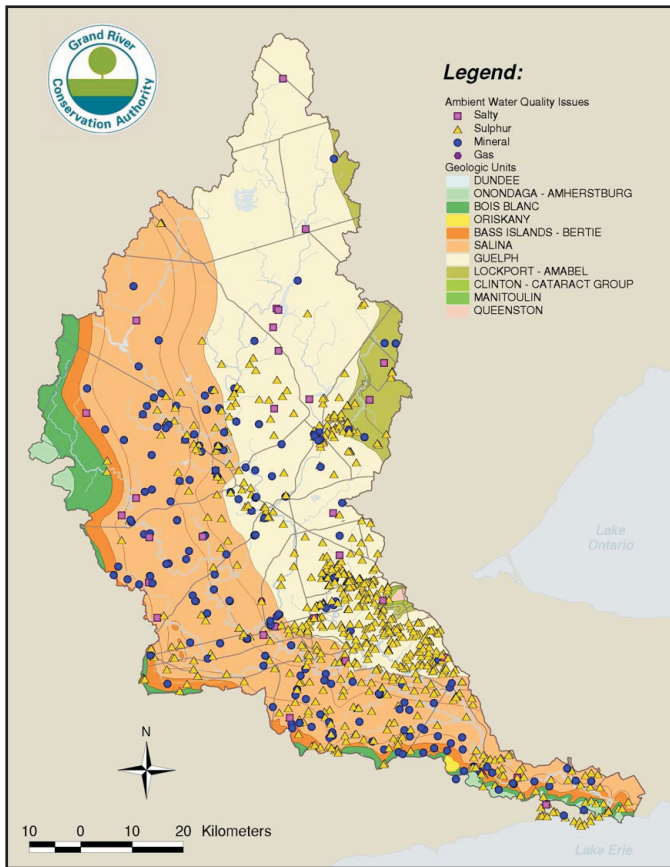 Grand River
Conservation Authority
Legend:
Ambient Water Quality Issues
Salty
Sulphur
Mineral
Gas
Geologic Units
DUNDEE
ONONDAGA - AMHERSTBURG
BOIS BLANC
ORISKANY
BASS ISLANDS - BERTIE
SALINA
GUELPH
LOCKPORT - AMABEL
CLINTON - CATARACT GROUP
MANITOULIN
QUEENSTON
Lake
Ontario
N
10 0 10 20 Kilometers
Lake Erie